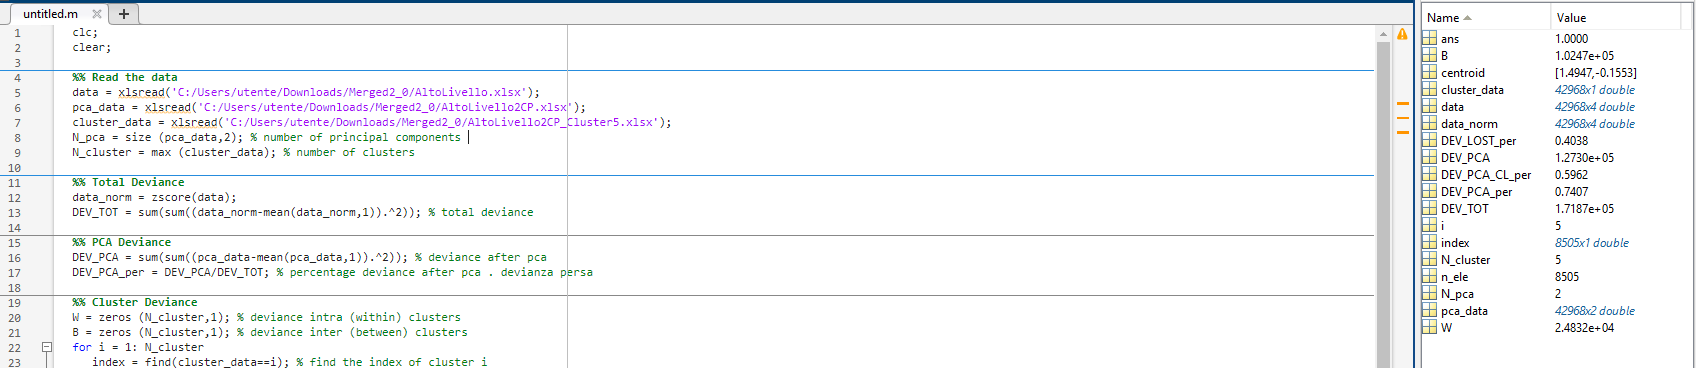 untitled.m
1 clc;
2 clear;
3
4 %% Read the data
5 data = xlsread('C:/Users/utente/Downloads/Merged2_0/AltoLivello.xlsx');
6 pca_data = xlsread('C:/Users/utente/Downloads/Merged2_0/AltoLivello2CP.xlsx');
7 cluster_data = xlsread('C:/Users/utente/Downloads/Merged2_0/AltoLivello2CP_Cluster5.xlsx');
8 N_pca = size (pca_data,2); % number of principal components
9 N_cluster = max (cluster_data); % number of clusters
10
11 %% Total Deviance
12 data_norm = zscore(data);
13 DEV_TOT = sum(sum((data_norm-mean(data_norm,1)).^2)); % total deviance
14
15 %% PCA Deviance
16 DEV_PCA = sum(sum((pca_data-mean(pca_data,1)).^2)); % deviance after pca
17 DEV_PCA_per = DEV_PCA/DEV_TOT; % percentage deviance after pca . devianza persa
18
19 %% Cluster Deviance
20 W = zeros (N_cluster,1); % deviance intra (within) clusters
21 B = zeros (N_cluster,1); % deviance inter (between) clusters
22 for i = 1: N_cluster
23 index = find(cluster_data==i); % find the index of cluster i
Name Value
ans 1.0000
B 1.0247e+05
centroid [1.4947,-0.1553]
cluster_data 42968x1 double
data 42968x4 double
data_norm 42968x4 double
DEV_LOST_per 0.4038
DEV_PCA 1.2730e+05
DEV_PCA_CL_per 0.5962
DEV_PCA_per 0.7407
DEV_TOT 1.7187e+05
i 5
index 8505x1 double
N_cluster 5
n_ele 8505
N_pca 2
pca_data 42968x2 double
W 2.4832e+04